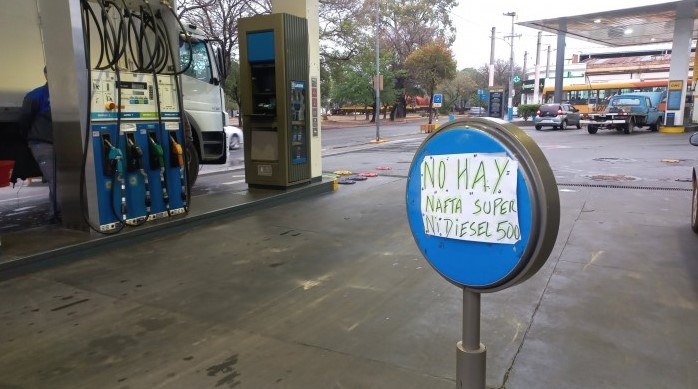 NO HAY
NAFTA SUPER
Ni DiESEL 500